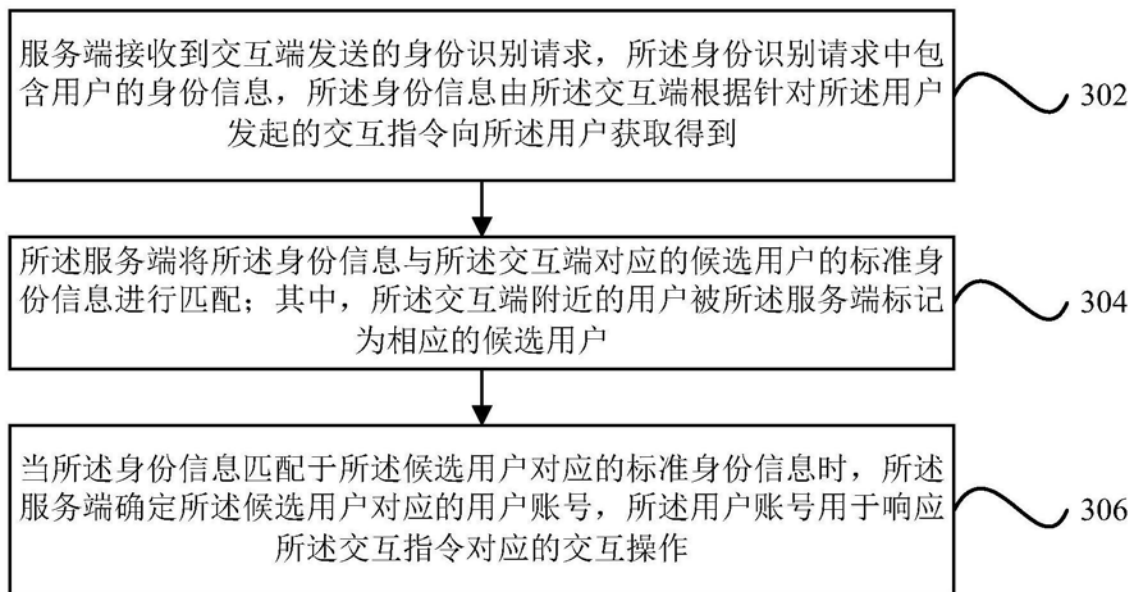 服务端接收到交互端发送的身份识别请求，所述身份识别请求中包
含用户的身份信息，所述身份信息由所述交互端根据针对所述用户
发起的交互指令向所述用户获取得到
302
所述服务端将所述身份信息与所述交互端对应的候选用户的标准身
份信息进行匹配；其中，所述交互端附近的用户被所述服务端标记
为相应的候选用户
304
当所述身份信息匹配于所述候选用户对应的标准身份信息时，所述
服务端确定所述候选用户对应的用户账号，所述用户账号用于响应
所述交互指令对应的交互操作
306